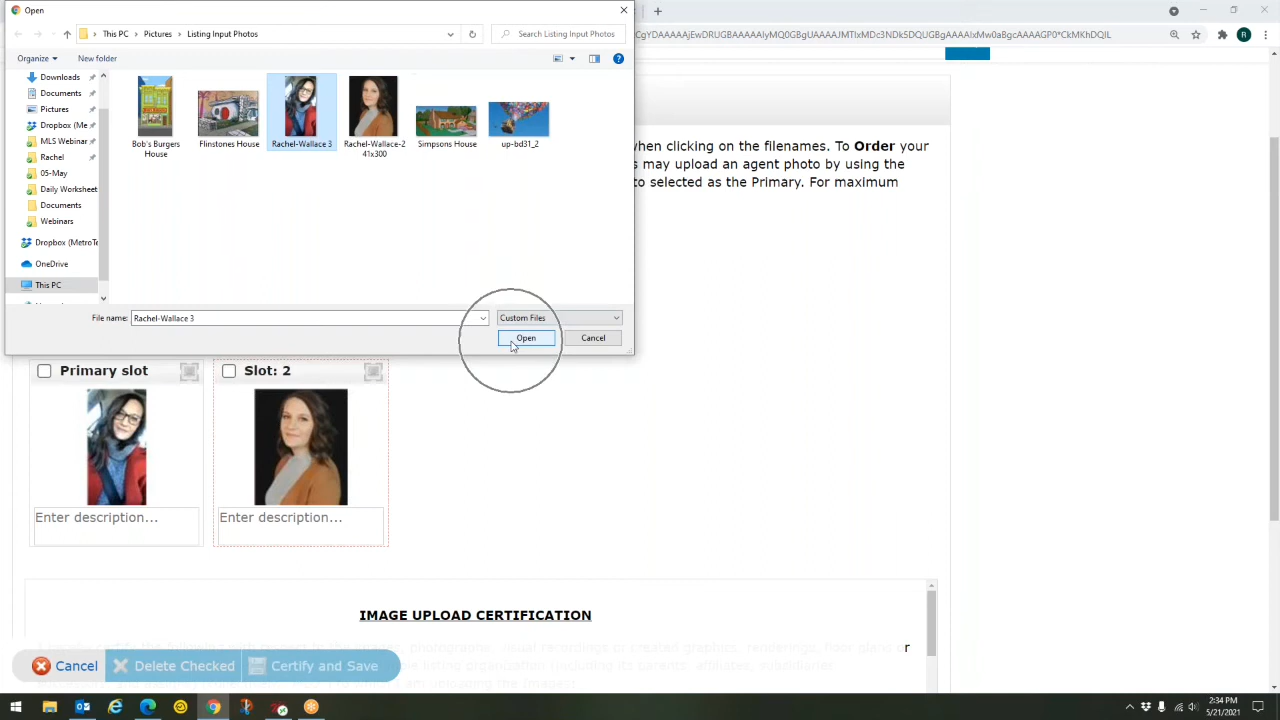 Open
This PC
Pictures
Listing Input Photos
Search Listing Input Photos
Organize
New folder
Downloads
Documents
Pictures
Dropbox (Me
MLS Webinar
Rachel
05-May
Daily Worksheet
Documents
Webinars
Dropbox (MetroTe
OneDrive
This PC
Bob's Burgers
House
Flinstones House
Rachel-Wallace 3
Rachel-Wallace-2
41x300
Simpsons House
up-bd31_2
File name:
Rachel-Wallace 3
Custom Files
Open
Cancel
R
when clicking on the filenames. To Order your
s may upload an agent photo by using the
to selected as the Primary. For maximum
Primary slot
Slot: 2
Enter description...
Enter description...
IMAGE UPLOAD CERTIFICATION
Cancel
Delete Checked
Certify and Save
2:34 PM
5/21/2021